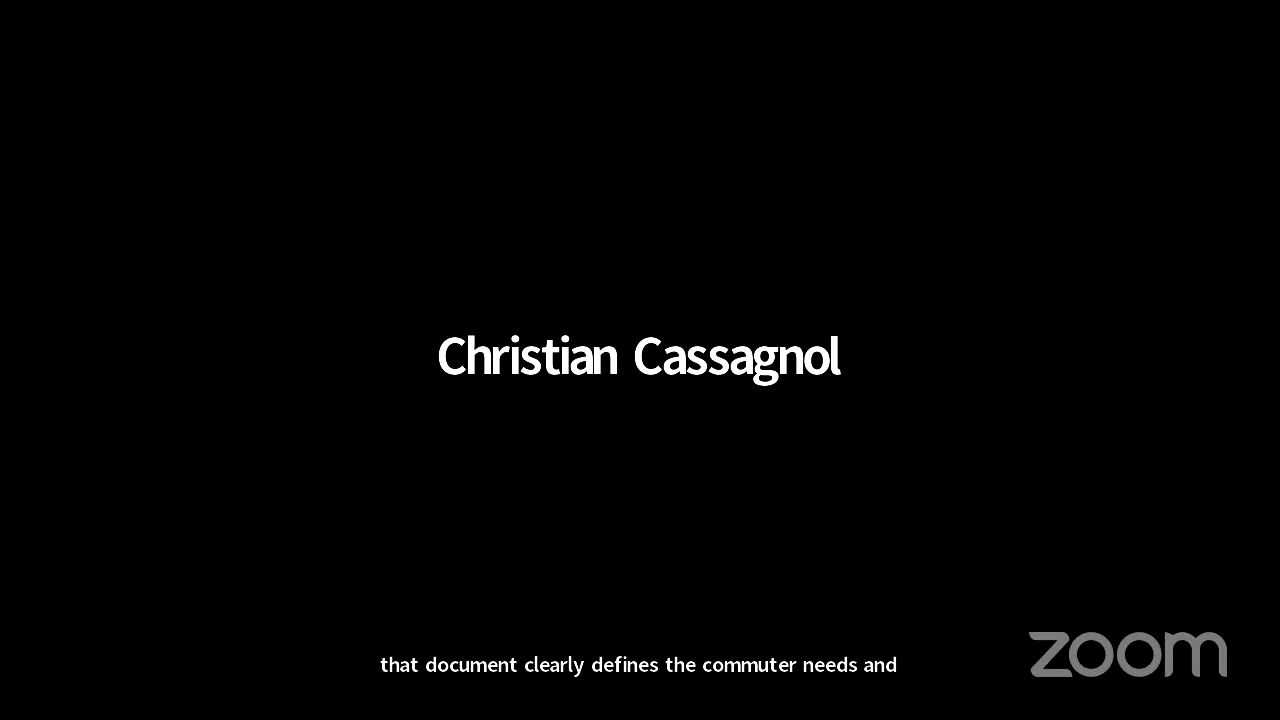 Christian Cassagnol
that document clearly defines the commuter needs and
zoom